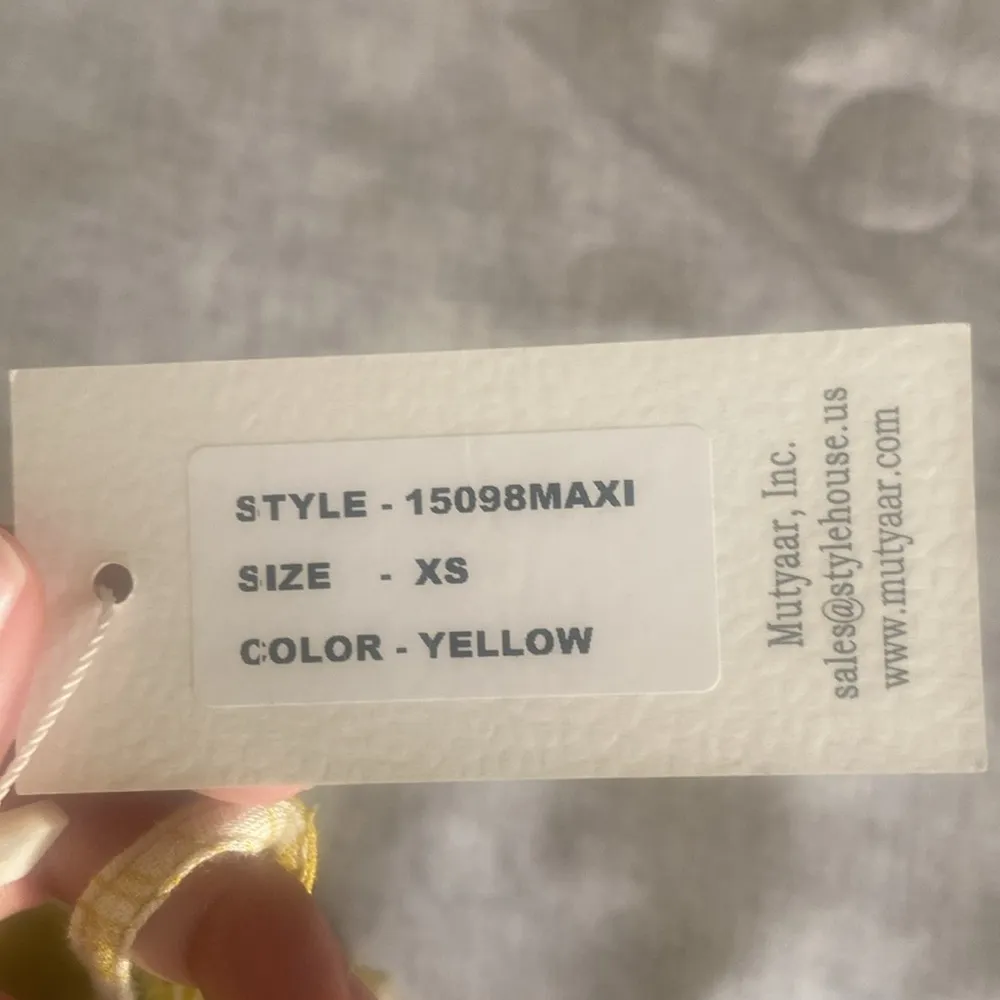 STYLE - 15098MAXI
SIZE - XS
COLOR - YELLOW
Mutyaar, Inc.
sales@stylehouse.us
www.mutyaar.com